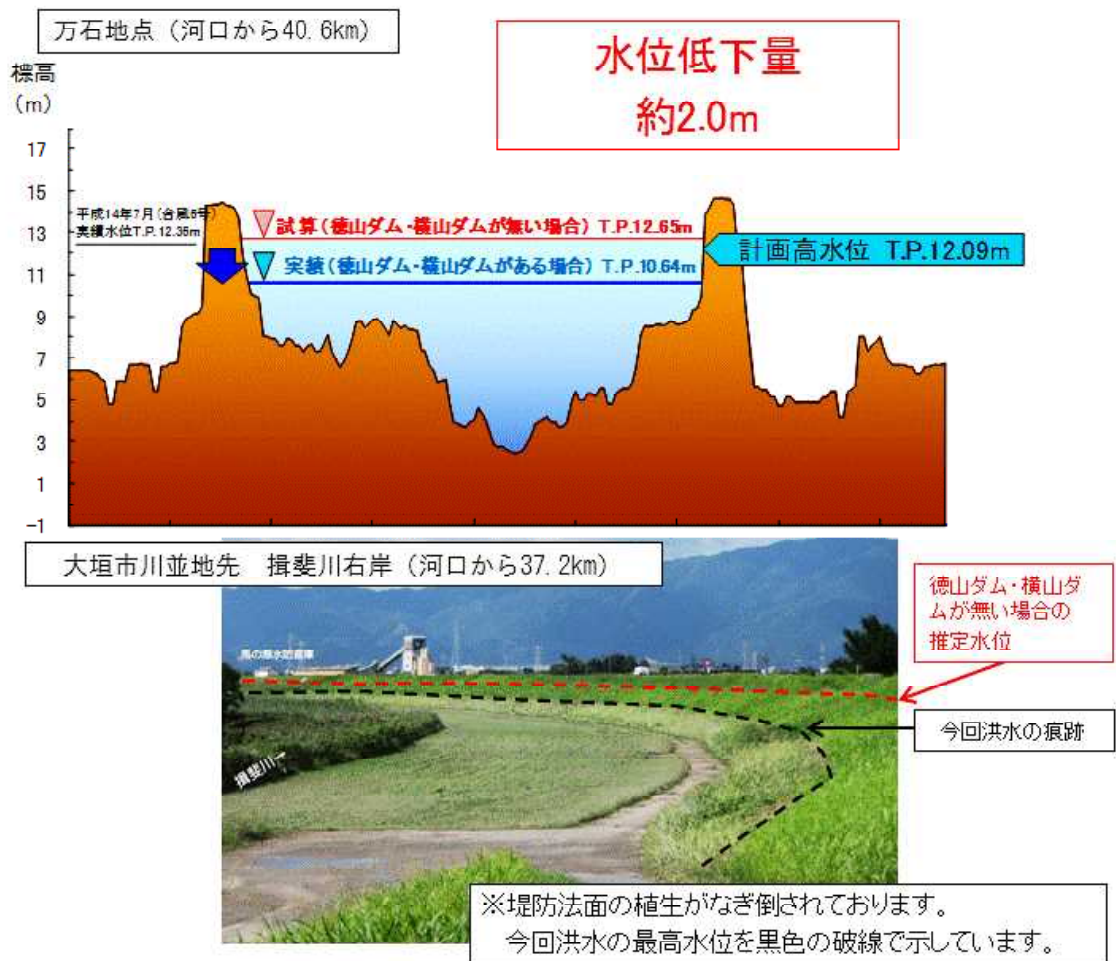 万石地点（河口から40.6km）
水位低下量
約2.0m
標高
（m）
17
15
13
11
9
7
5
3
1
-1
平成14年7月(台風6号)
実績水位T.P.12.35m
試算(徳山ダム・横山ダムが無い場合) T.P.12.65m
実績(徳山ダム・横山ダムがある場合) T.P.10.64m
計画高水位 T.P.12.09m
大垣市川並地先　揖斐川右岸（河口から37.2km）
徳山ダム・横山ダ
ムが無い場合の
推定水位
今回洪水の痕跡
揖斐川
※堤防法面の植生がなぎ倒されております。
今回洪水の最高水位を黒色の破線で示しています。